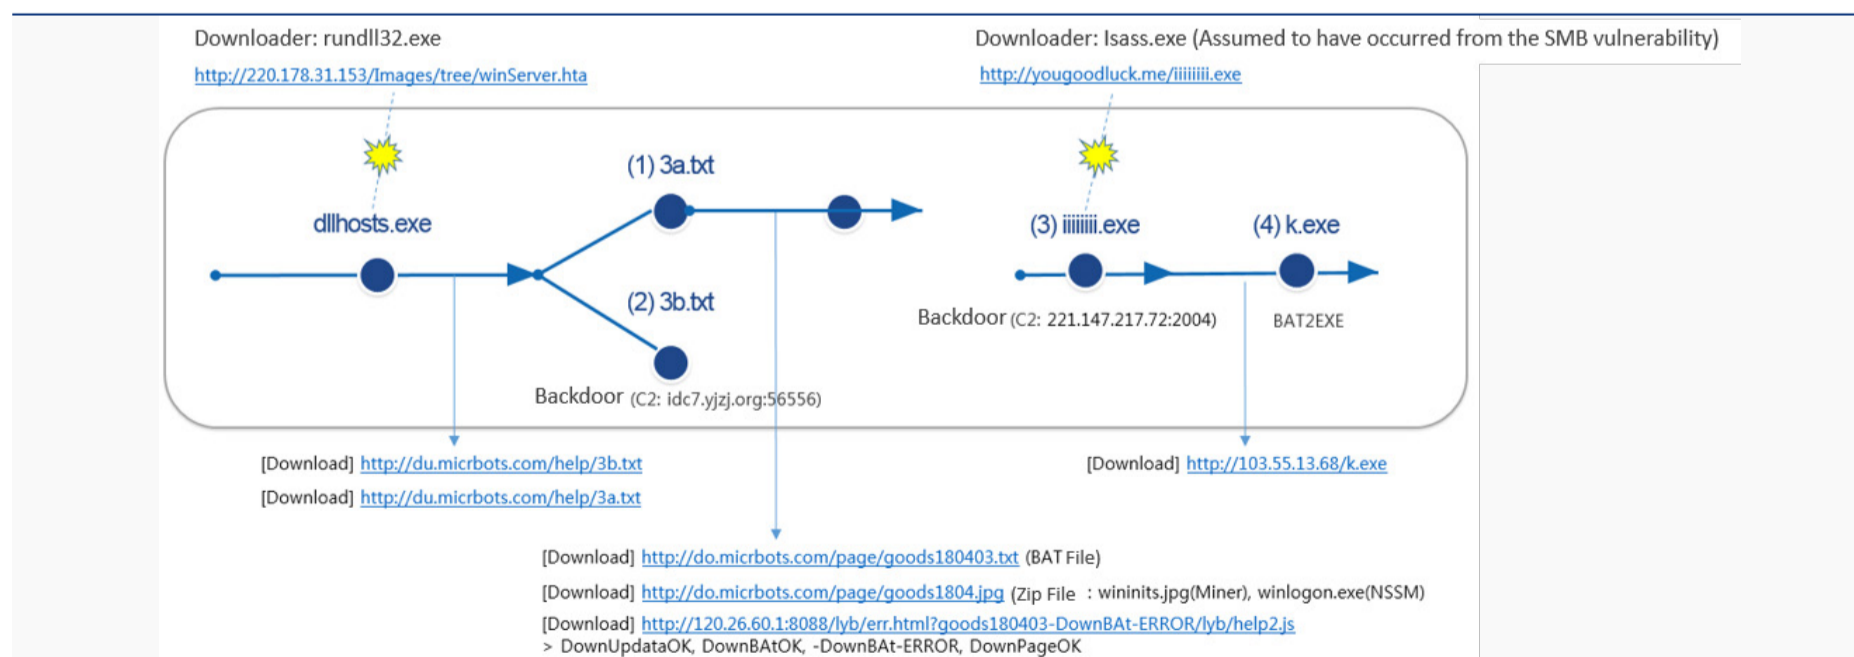 Downloader: rundll32.exe
http://220.178.31.153/Images/tree/winServer.hta
Downloader: lsass.exe (Assumed to have occurred from the SMB vulnerability)
http://yougoodluck.me/iiiiiiii.exe
dllhosts.exe
(1) 3a.txt
(2) 3b.txt
Backdoor (C2: idc7.yjzj.org:56556)
(3) iiiiiiii.exe
(4) k.exe
Backdoor (C2: 221.147.217.72:2004)
BAT2EXE
[Download] http://du.micrbots.com/help/3b.txt
[Download] http://du.micrbots.com/help/3a.txt
[Download] http://103.55.13.68/k.exe
[Download] http://do.micrbots.com/page/goods180403.txt (BAT File)
[Download] http://do.micrbots.com/page/goods1804.jpg (Zip File : wininits.jpg(Miner), winlogon.exe(NSSM)
[Download] http://120.26.60.1:8088/lyb/err.html?goods180403-DownBAt-ERROR/lyb/help2.js
> DownUpdataOK, DownBAtOK, -DownBAt-ERROR, DownPageOK